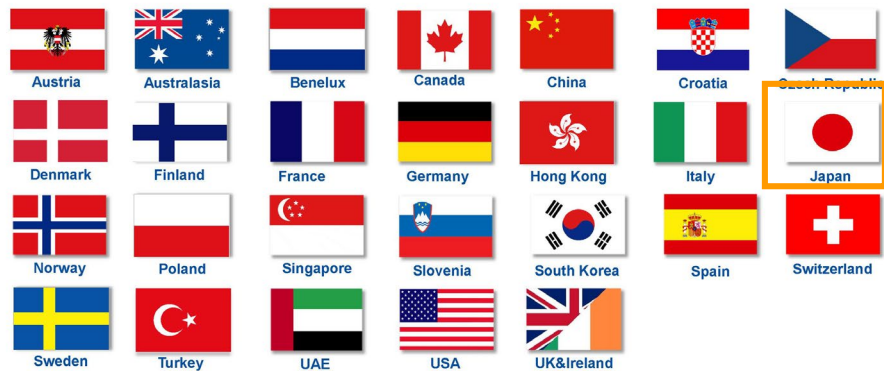 Austria
Australasia
Benelux
Canada
China
Croatia
Czech Republic
Denmark
Finland
France
Germany
Hong Kong
Italy
Japan
Norway
Poland
Singapore
Slovenia
South Korea
Spain
Switzerland
Sweden
Turkey
UAE
USA
UK&Ireland